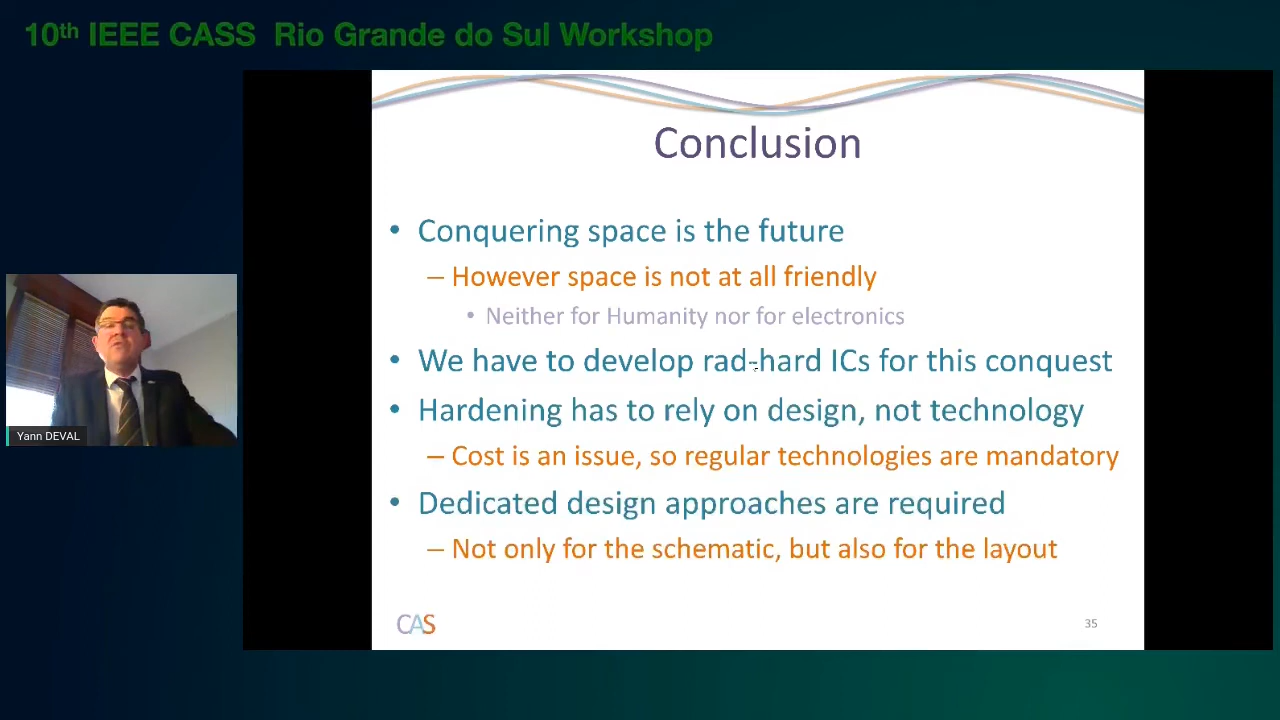 10th IEEE CASS Rio Grande do Sul Workshop
Conclusion
• Conquering space is the future
– However space is not at all friendly
• Neither for Humanity nor for electronics
• We have to develop rad-hard ICs for this conquest
• Hardening has to rely on design, not technology
– Cost is an issue, so regular technologies are mandatory
• Dedicated design approaches are required
– Not only for the schematic, but also for the layout
Yann DEVAL
CAS
35